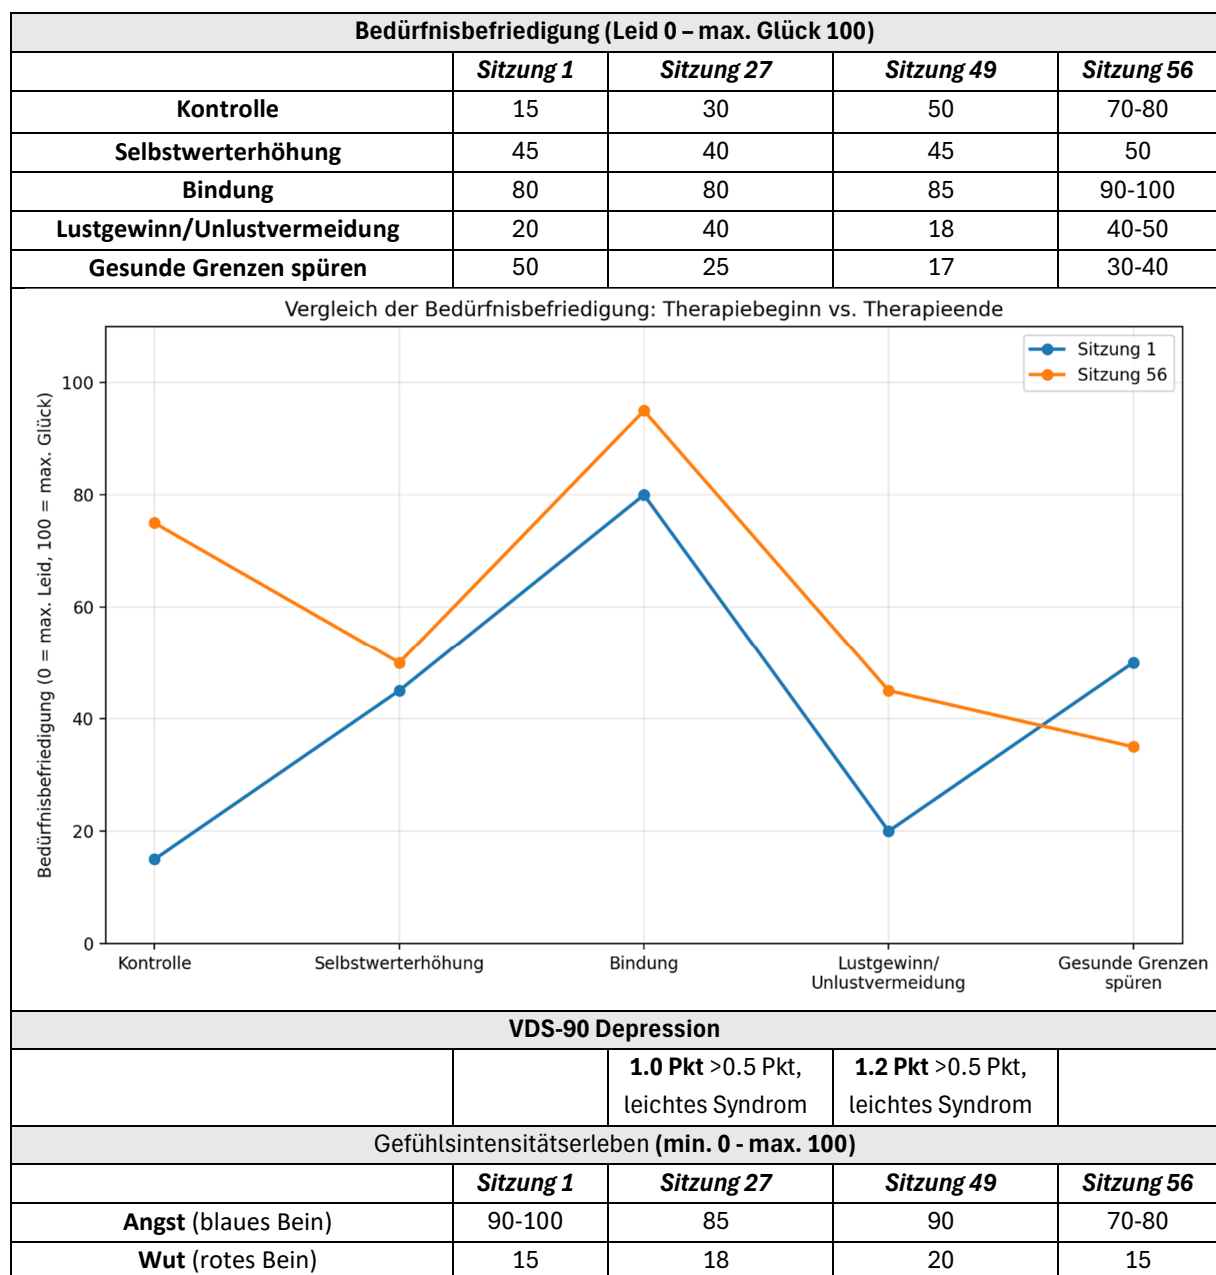 Bedürfnisbefriedigung (Leid 0 – max. Glück 100)
Sitzung 1 Sitzung 27 Sitzung 49 Sitzung 56
Kontrolle 15 30 50 70-80
Selbstwerterhöhung 45 40 45 50
Bindung 80 80 85 90-100
Lustgewinn/Unlustvermeidung 20 40 18 40-50
Gesunde Grenzen spüren 50 25 17 30-40
Vergleich der Bedürfnisbefriedigung: Therapiebeginn vs. Therapieende
Sitzung 1
Sitzung 56
Bedürfnisbefriedigung (0 = max. Leid, 100 = max. Glück)
100
80
60
40
20
0
Kontrolle Selbstwerterhöhung Bindung Lustgewinn/ Gesunde Grenzen
Unlustvermeidung spüren
VDS-90 Depression
1.0 Pkt >0.5 Pkt, 1.2 Pkt >0.5 Pkt,
leichtes Syndrom leichtes Syndrom
Gefühlsintensitätserleben (min. 0 - max. 100)
Sitzung 1 Sitzung 27 Sitzung 49 Sitzung 56
Angst (blaues Bein) 90-100 85 90 70-80
Wut (rotes Bein) 15 18 20 15